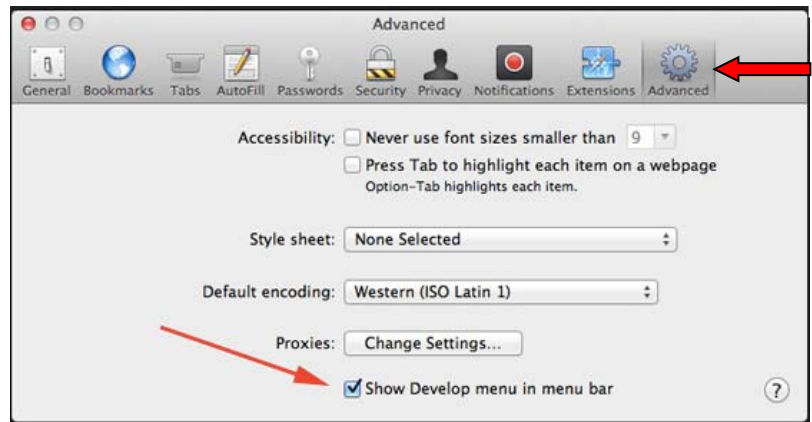 Advanced
General Bookmarks Tabs AutoFill Passwords Security Privacy Notifications Extensions Advanced
Accessibility: Never use font sizes smaller than 9
Press Tab to highlight each item on a webpage
Option-Tab highlights each item.
Style sheet: None Selected
Default encoding: Western (ISO Latin 1)
Proxies: Change Settings...
Show Develop menu in menu bar ?